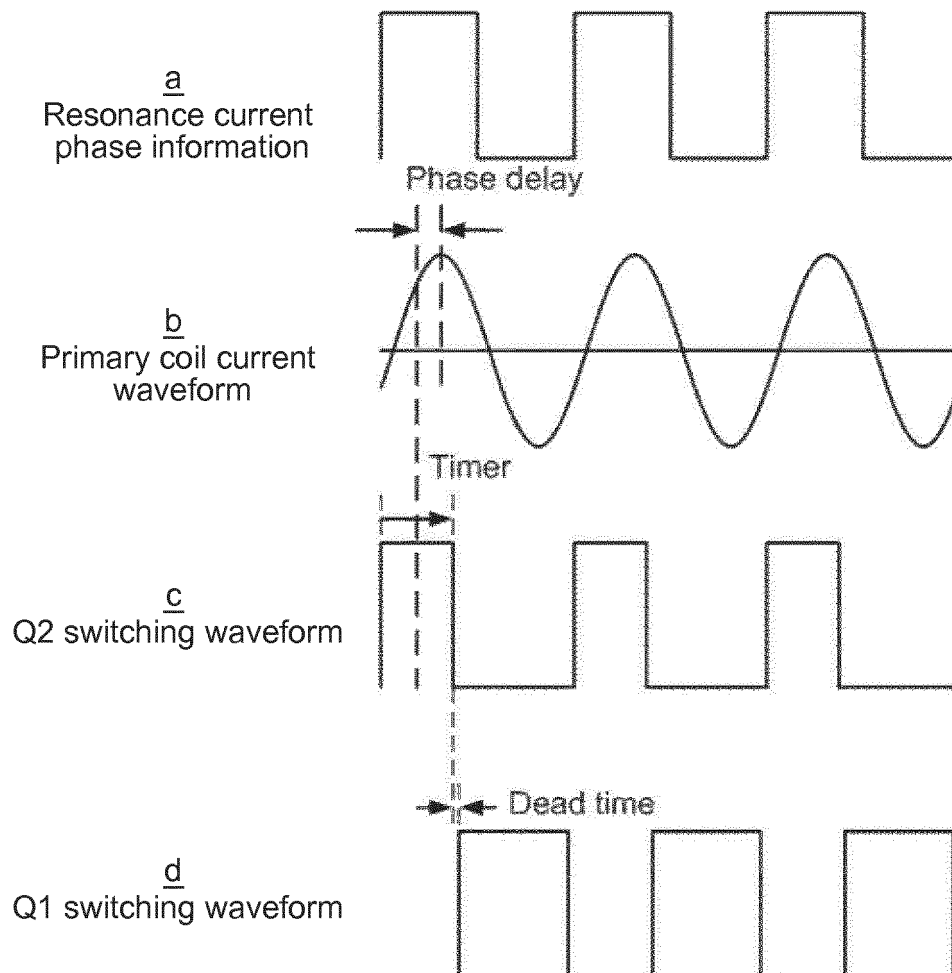 a
Resonance current
phase information
Phase delay
b
Primary coil current
waveform
Timer
c
Q2 switching waveform
Dead time
d
Q1 switching waveform